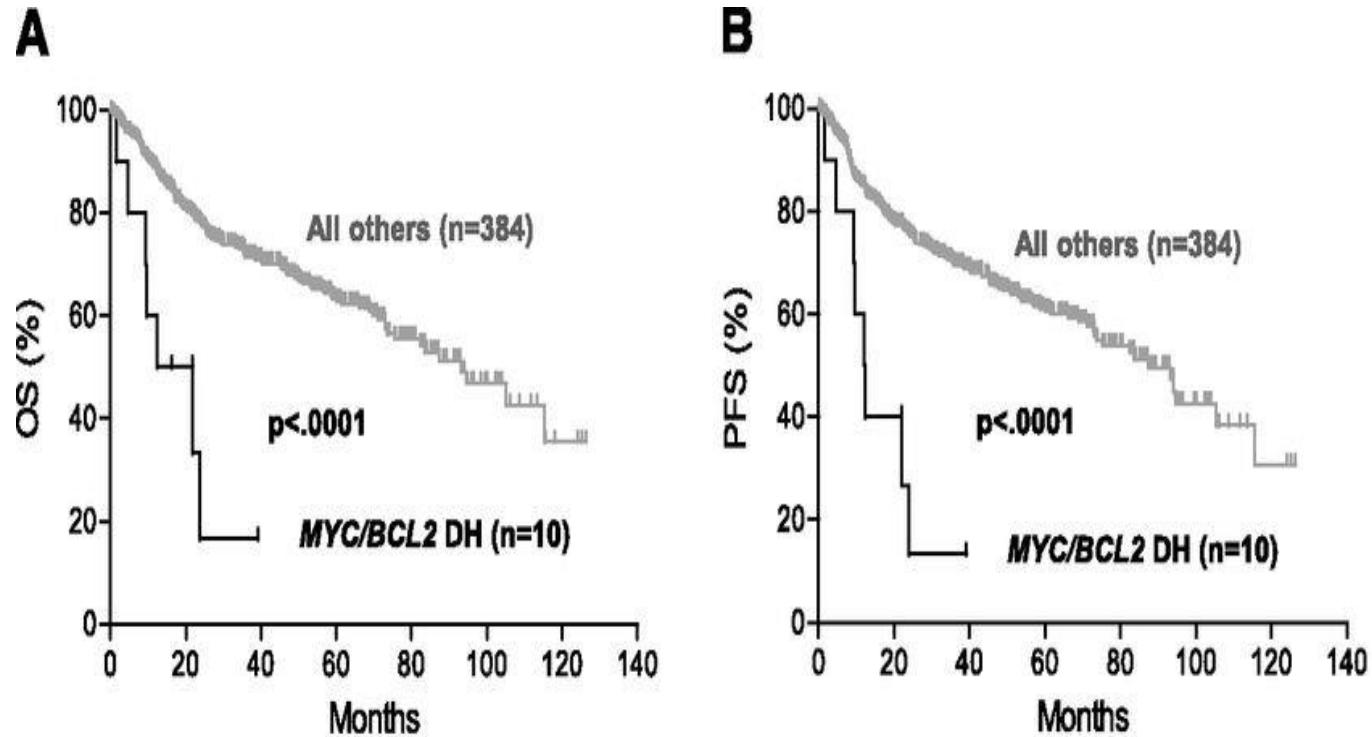 A
100
80
60
40
20
0
OS (%)
All others (n=384)
p<.0001
MYC/BCL2 DH (n=10)
0 20 40 60 80 100 120 140
Months
B
100
80
60
40
20
0
PFS (%)
All others (n=384)
p<.0001
MYC/BCL2 DH (n=10)
0 20 40 60 80 100 120 140
Months